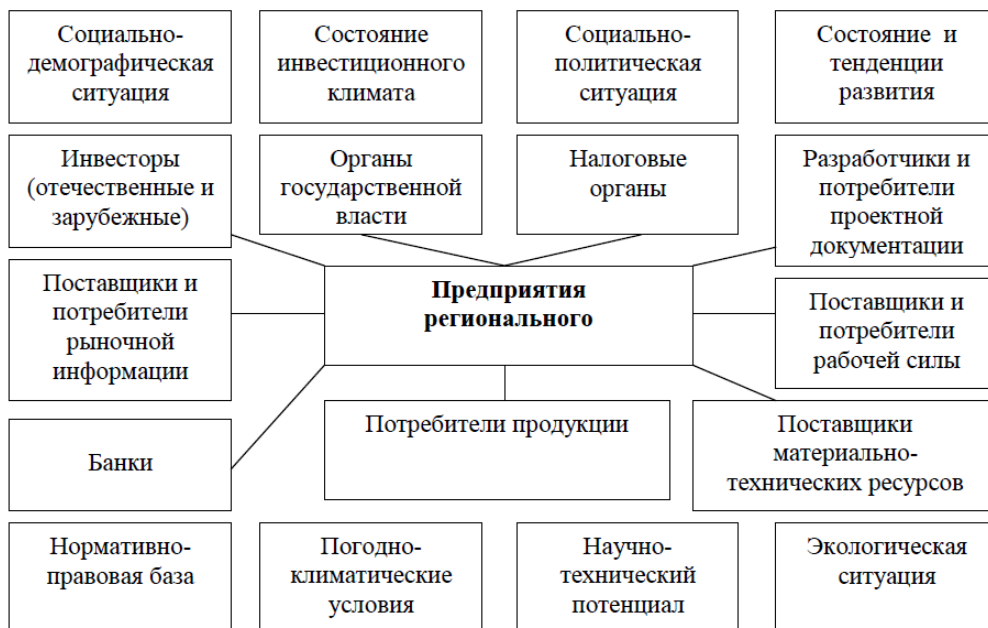 Социально-
демографическая
ситуация
Состояние
инвестиционного
климата
Социально-
политическая
ситуация
Состояние и
тенденции
развития
Инвесторы
(отечественные и
зарубежные)
Органы
государственной
власти
Налоговые
органы
Разработчики и
потребители
проектной
документации
Поставщики и
потребители
рыночной
информации
Предприятия
регионального
Поставщики и
потребители
рабочей силы
Банки
Потребители продукции
Поставщики
материально-
технических ресурсов
Нормативно-
правовая база
Погодно-
климатические
условия
Научно-
технический
потенциал
Экологическая
ситуация